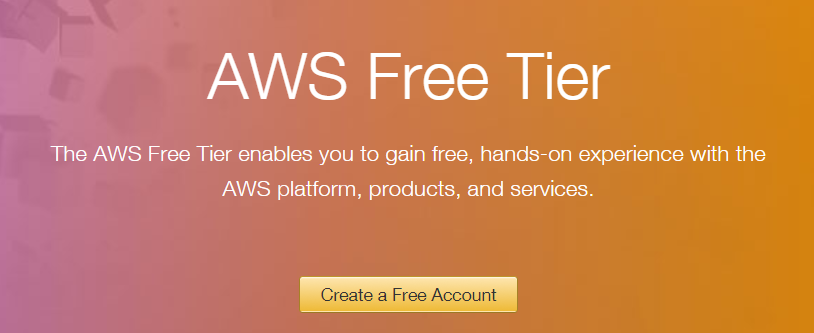 AWS Free Tier
The AWS Free Tier enables you to gain free, hands-on experience with the
AWS platform, products, and services.
Create a Free Account